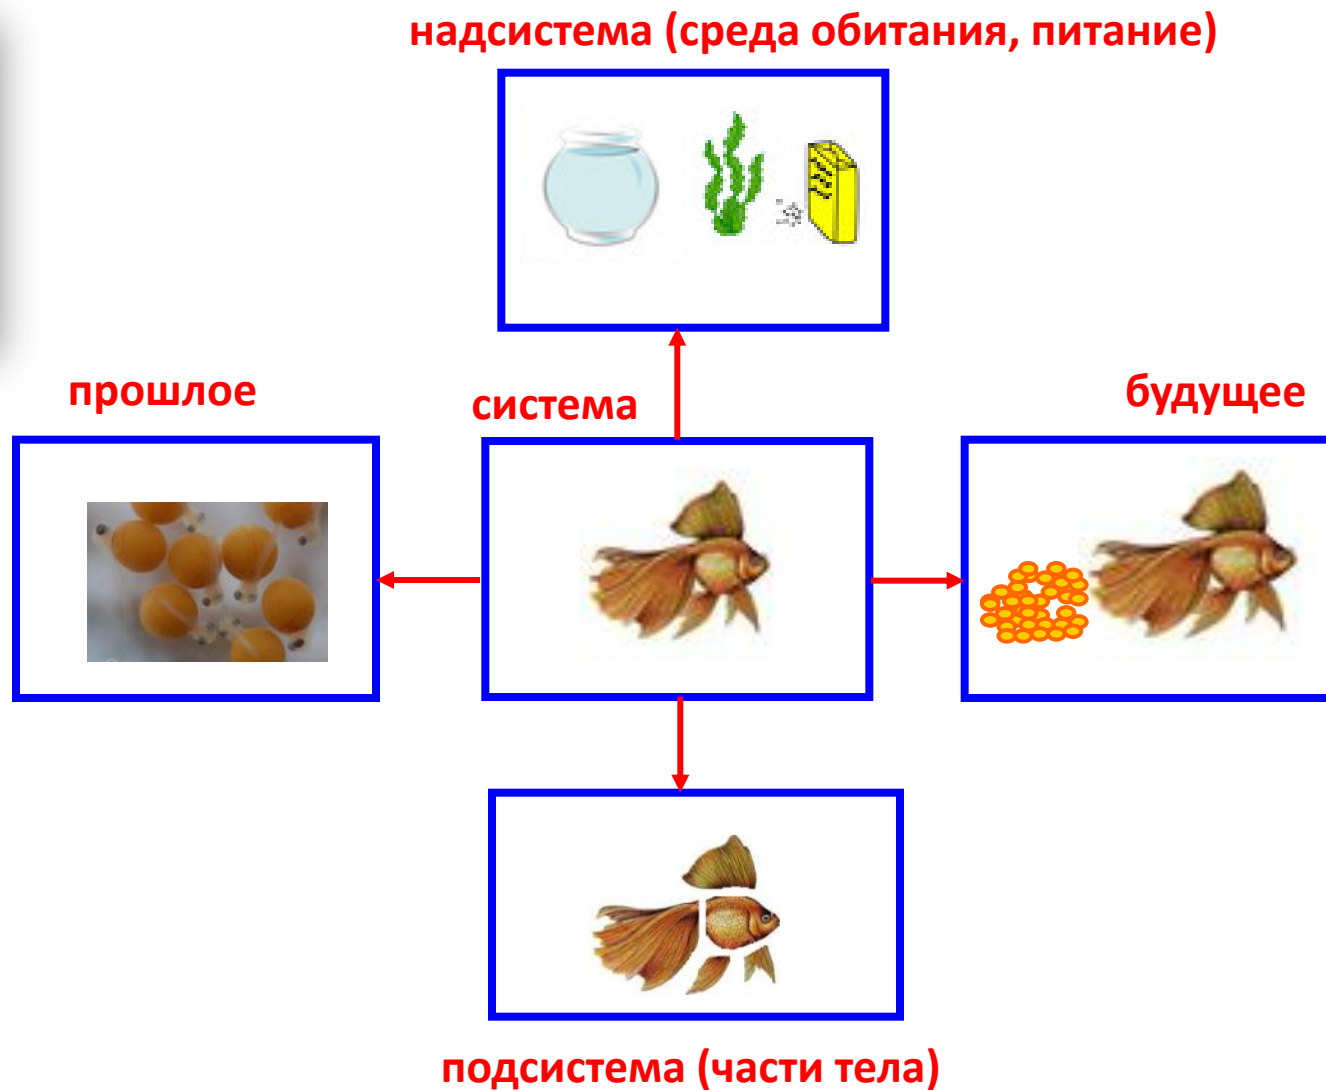 надсистема (среда обитания, питание)
прошлое
система
будущее
подсистема (части тела)